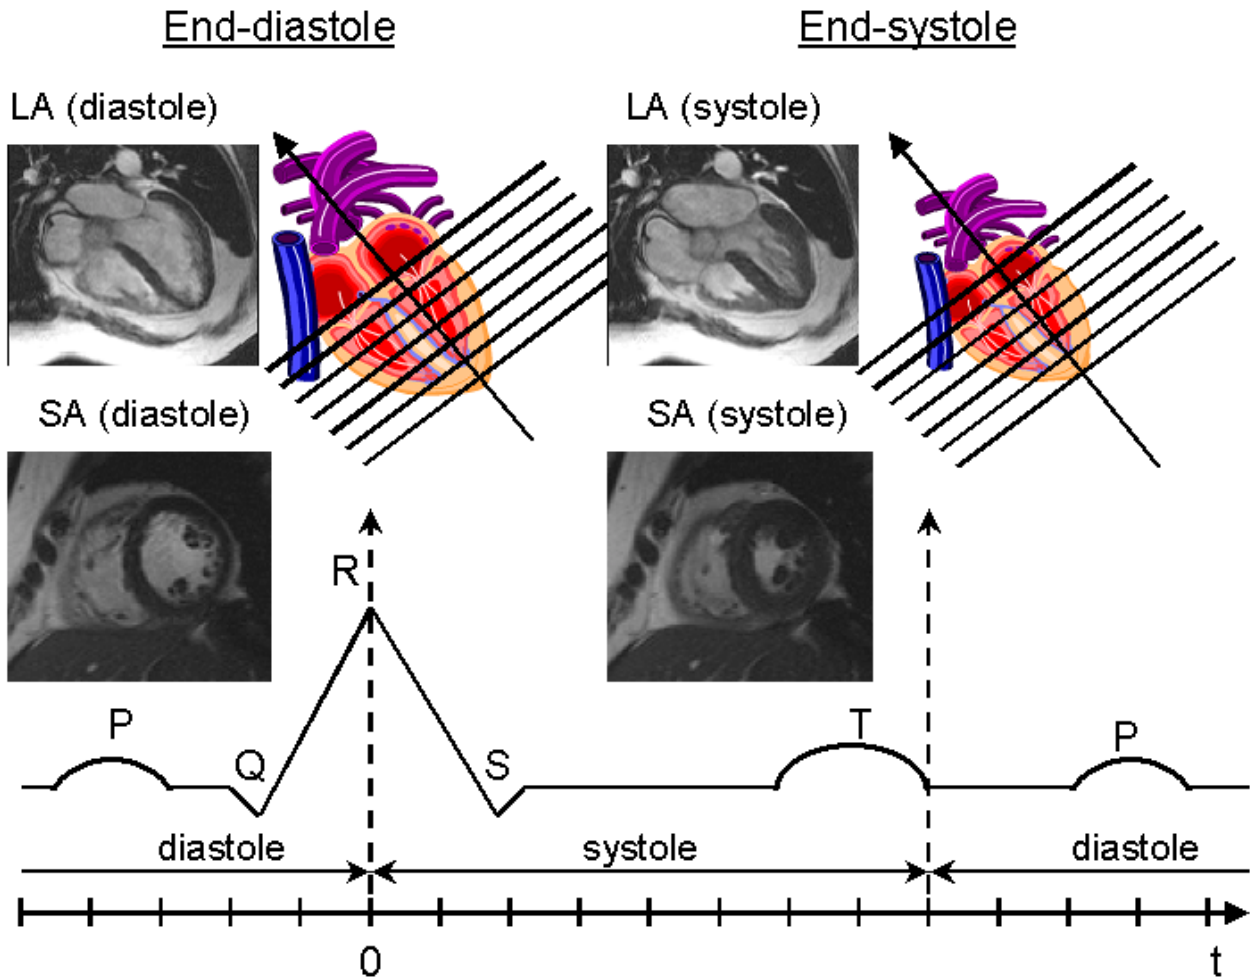 End-diastole
End-systole
LA (diastole)
LA (systole)
SA (diastole)
SA (systole)
R
P
Q
S
T
P
diastole
systole
diastole
0
t